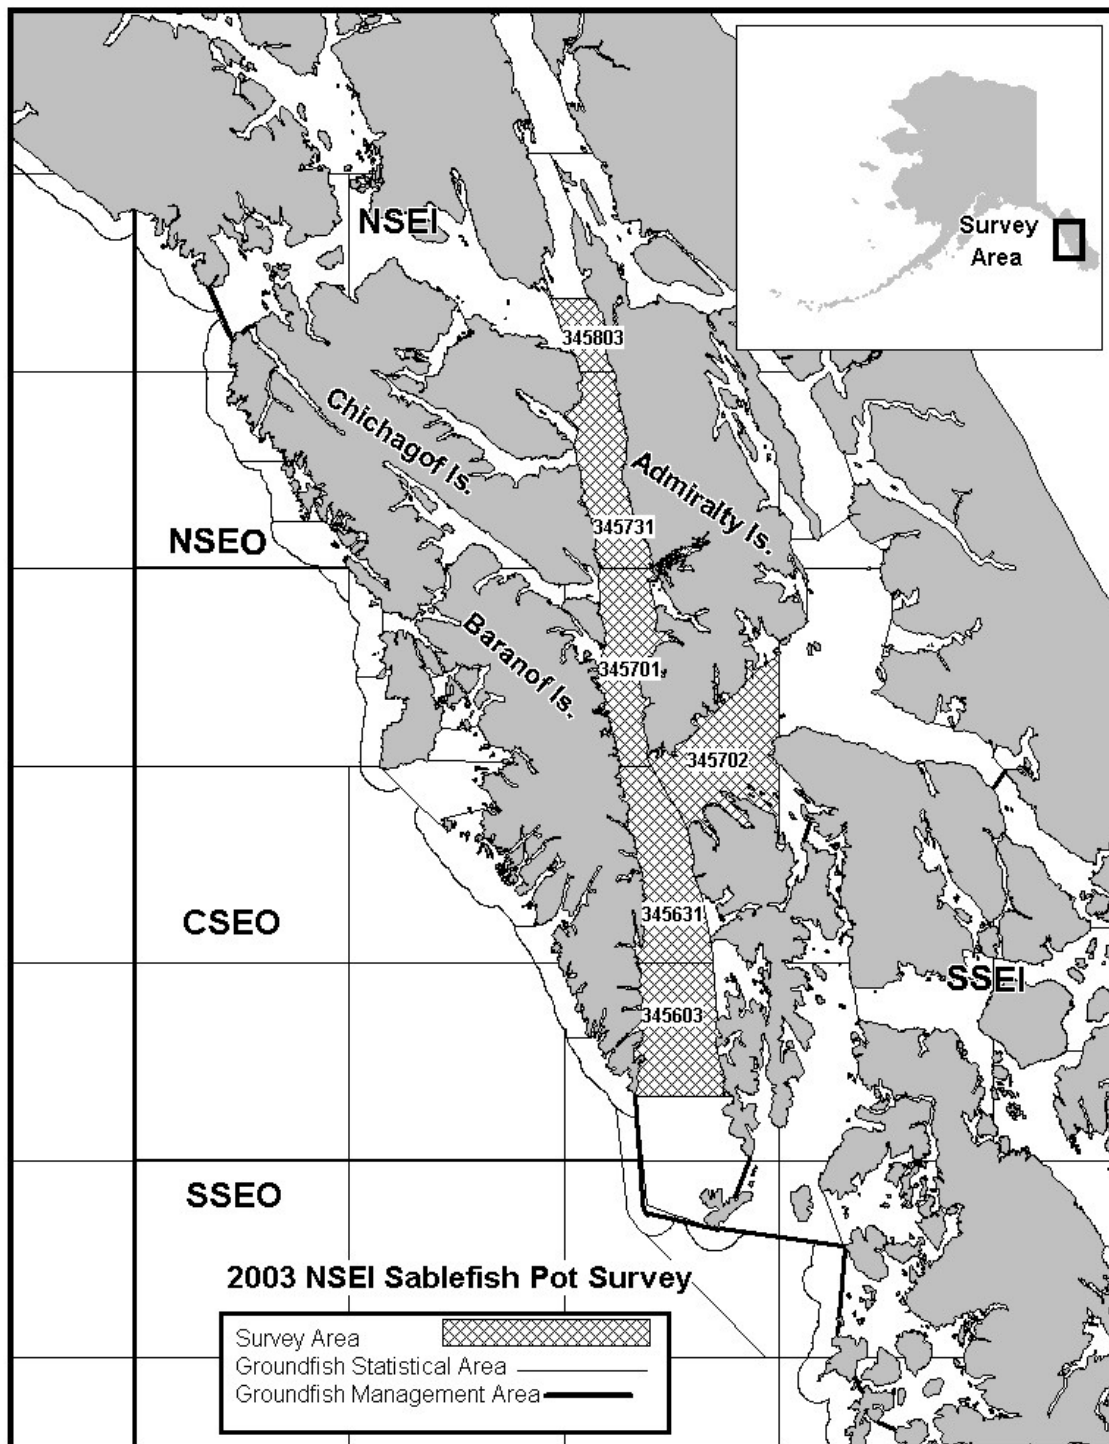 Survey
Area
NSEI
345803
Chichagof Is.
Admiralty Is.
345731
NSEO
Baranof Is.
345701
345702
345631
CSEO
SSEI
345603
SSEO
2003 NSEI Sablefish Pot Survey
Survey Area
Groundfish Statistical Area
Groundfish Management Area